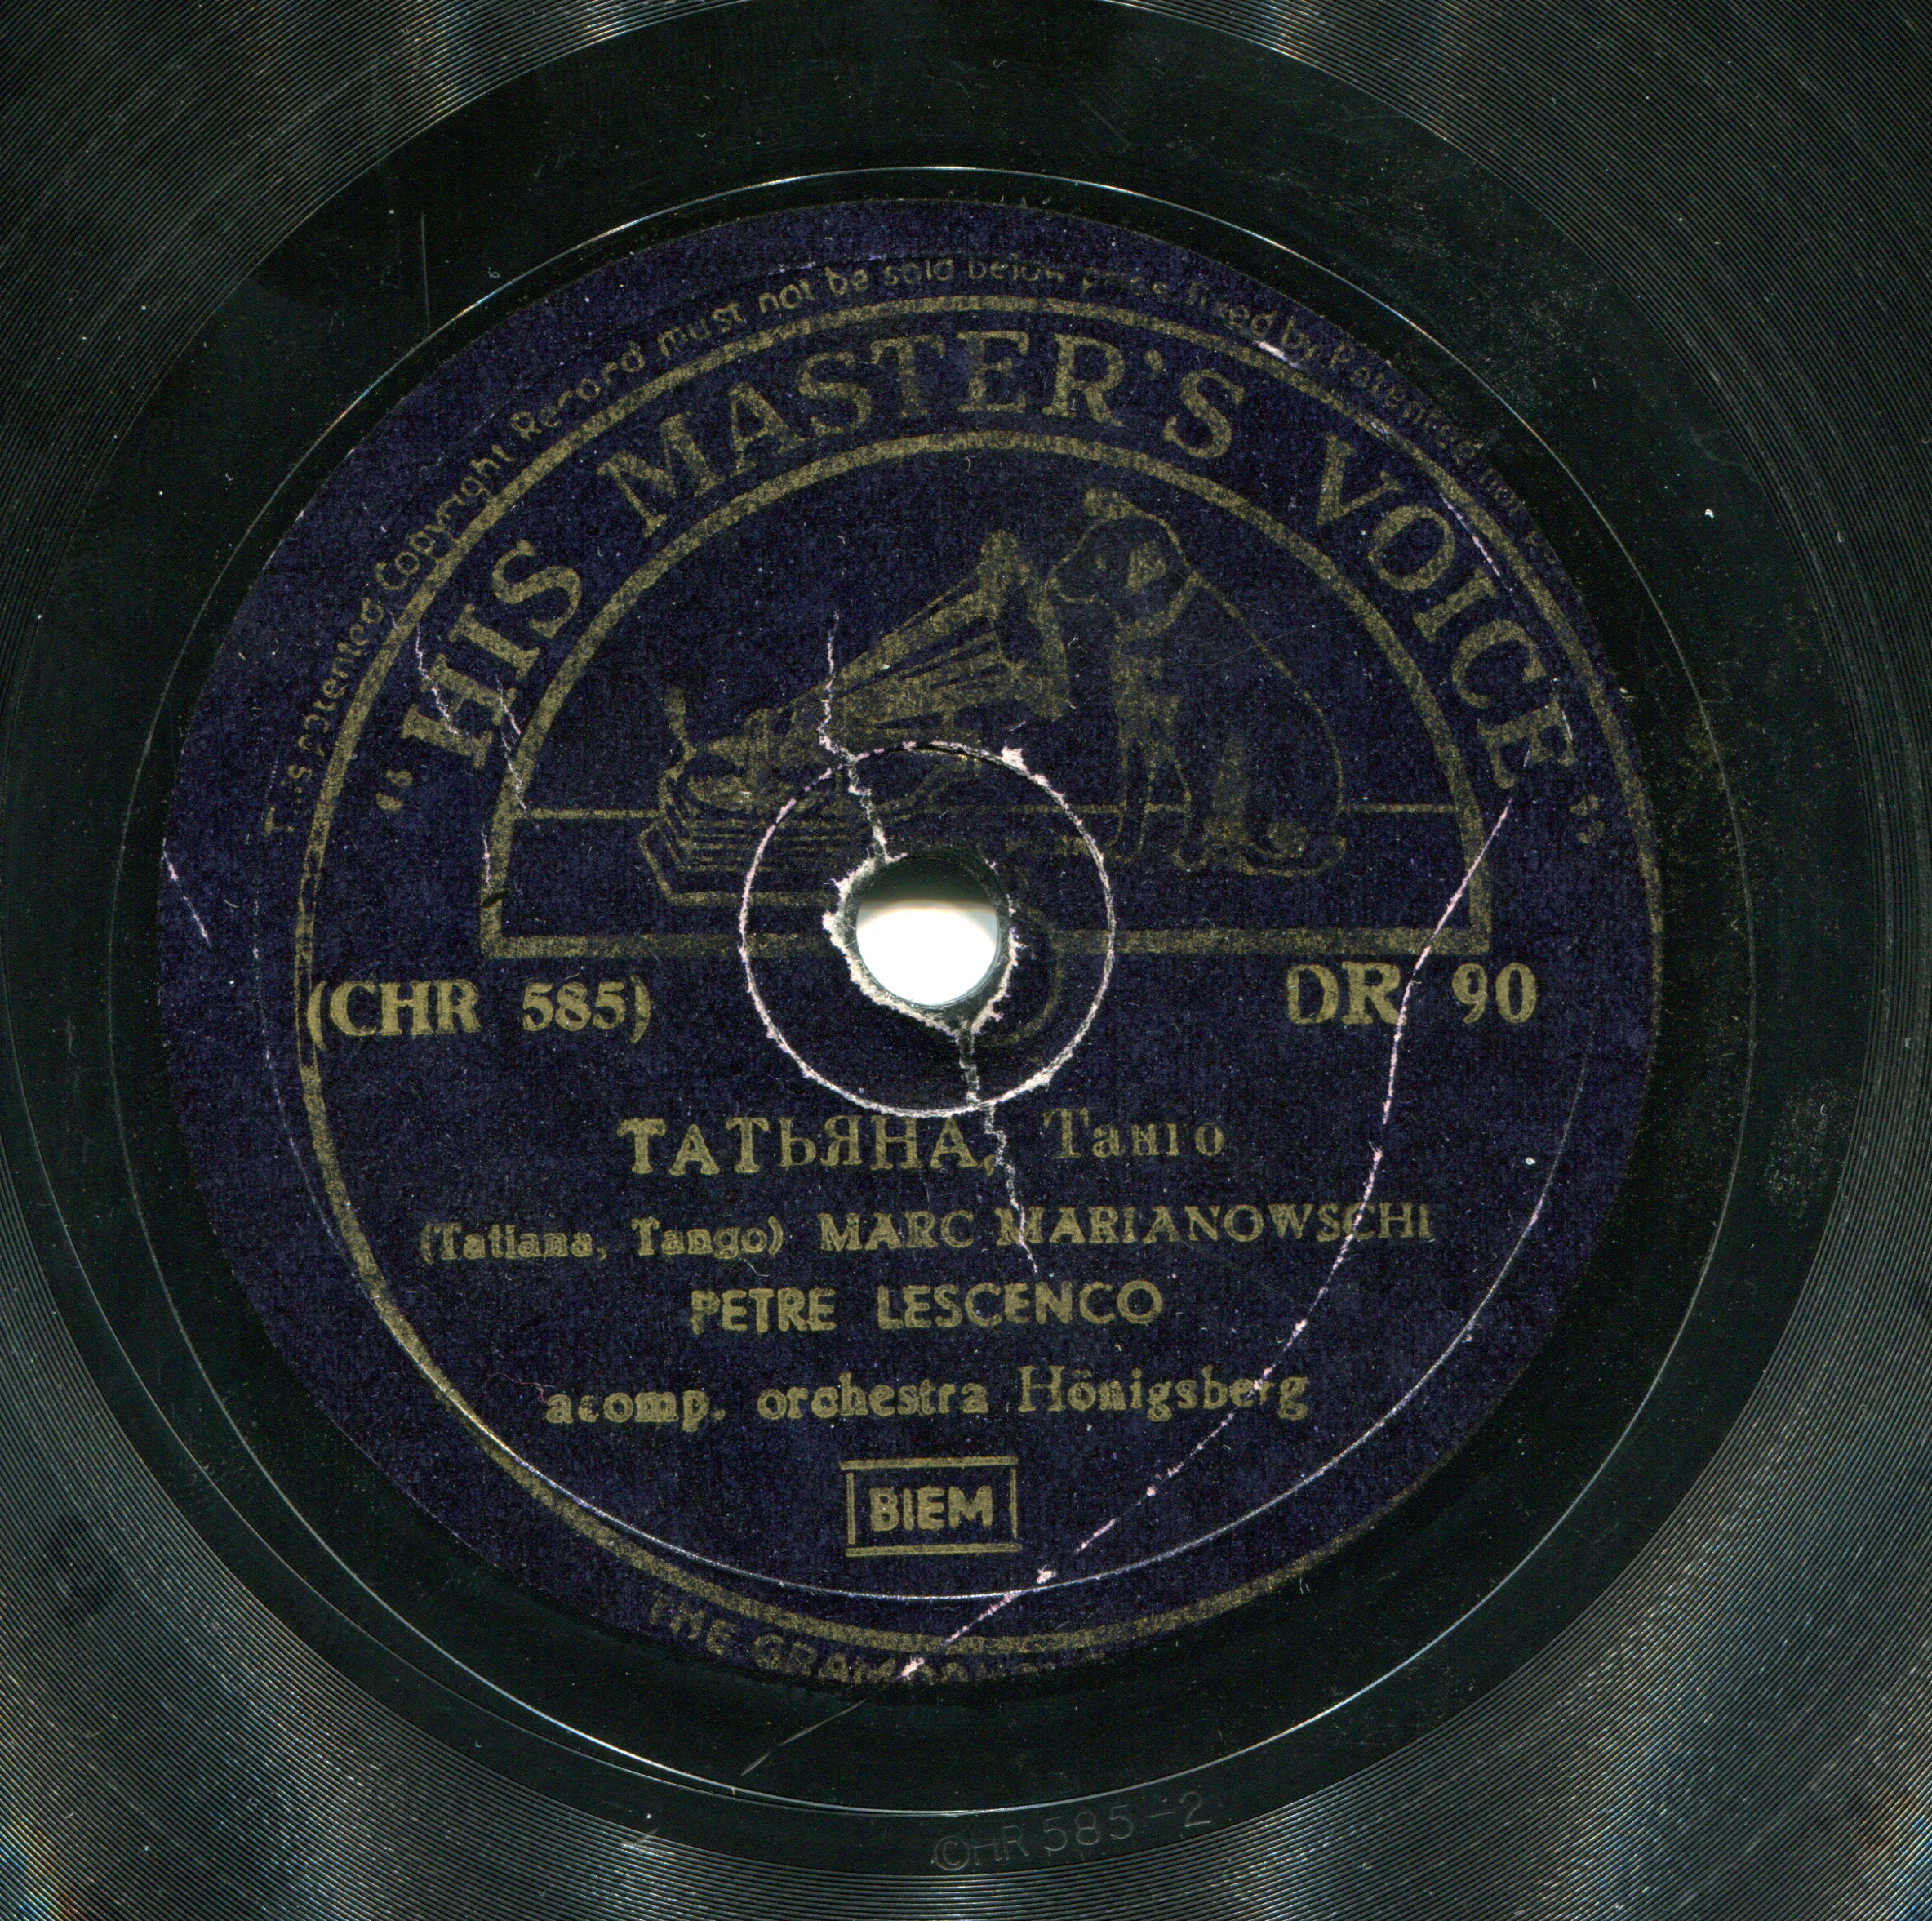 This patented Copyright Record must not be sold below price fixed by Patentees
"HIS MASTER'S VOICE"
(CHR 585) DR 90
ТАТЬЯНА, Танго
(Tatiana, Tango) MARC MARIANOWSCHI
PETRE LESCENCO
acomp. orchestra Hönigsberg
BIEM
THE GRAMOPHONE
CHR 585-2